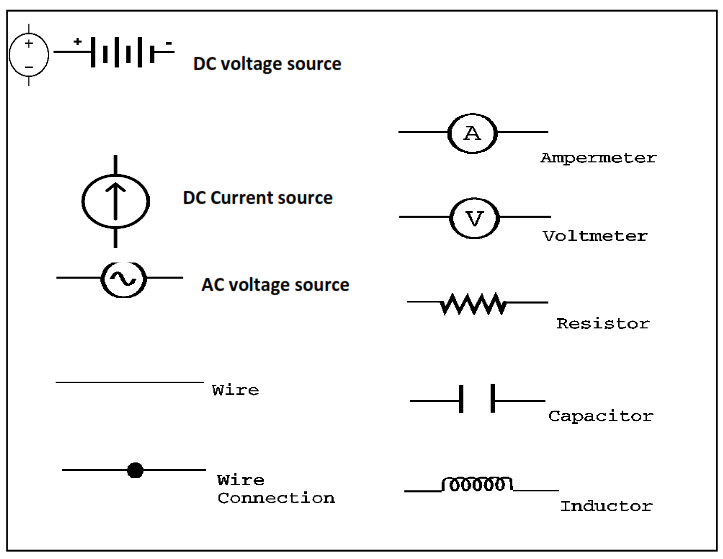 +
−
+ -
DC voltage source
DC Current source
AC voltage source
Wire
Wire
Connection
A
Ampermeter
V
Voltmeter
Resistor
Capacitor
Inductor